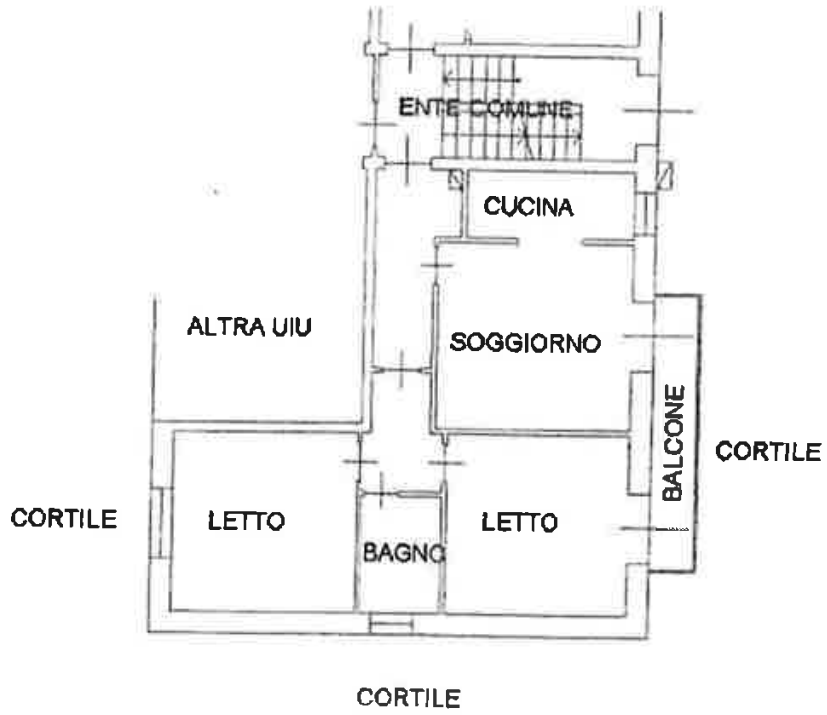 ENTE COMUNE
CUCINA
ALTRA UIU
SOGGIORNO
BALCONE
CORTILE
CORTILE
LETTO
LETTO
BAGNO
CORTILE